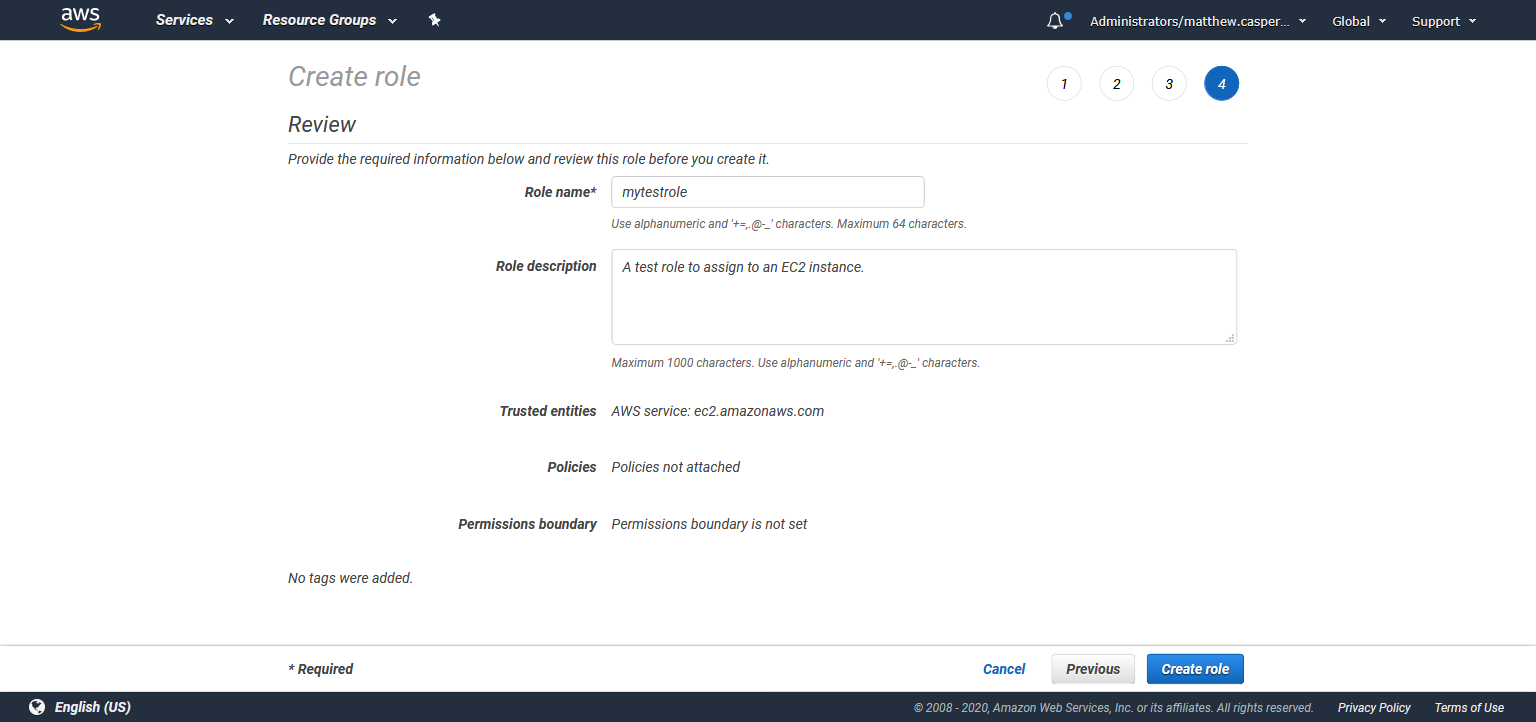 aws Services Resource Groups Administrators/matthew.casper... Global Support
Create role 1 2 3 4
Review
Provide the required information below and review this role before you create it.
Role name* mytestrole
Use alphanumeric and '+=,.@-_' characters. Maximum 64 characters.
Role description A test role to assign to an EC2 instance.
Maximum 1000 characters. Use alphanumeric and '+=,.@-_' characters.
Trusted entities AWS service: ec2.amazonaws.com
Policies Policies not attached
Permissions boundary Permissions boundary is not set
No tags were added.
* Required Cancel Previous Create role
English (US) © 2008 - 2020, Amazon Web Services, Inc. or its affiliates. All rights reserved. Privacy Policy Terms of Use